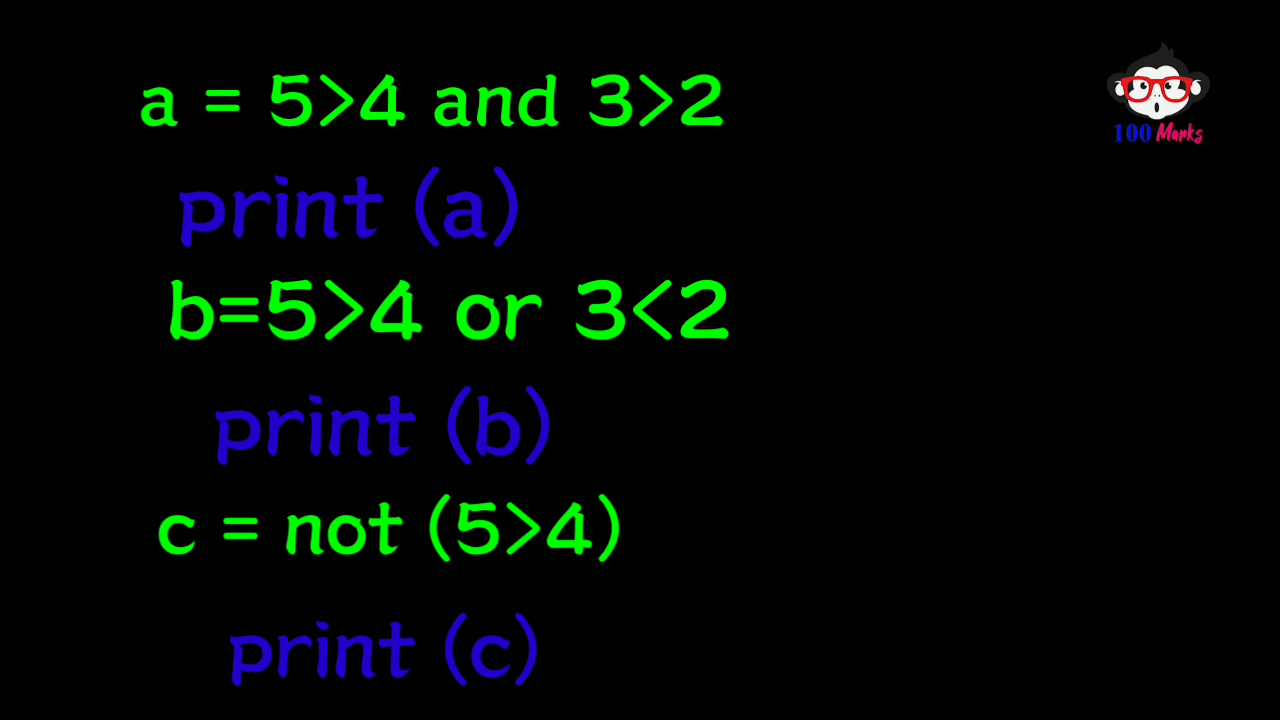 a = 5>4 and 3>2
100 Marks
print (a)
b=5>4 or 3<2
print (b)
c = not (5>4)
print (c)